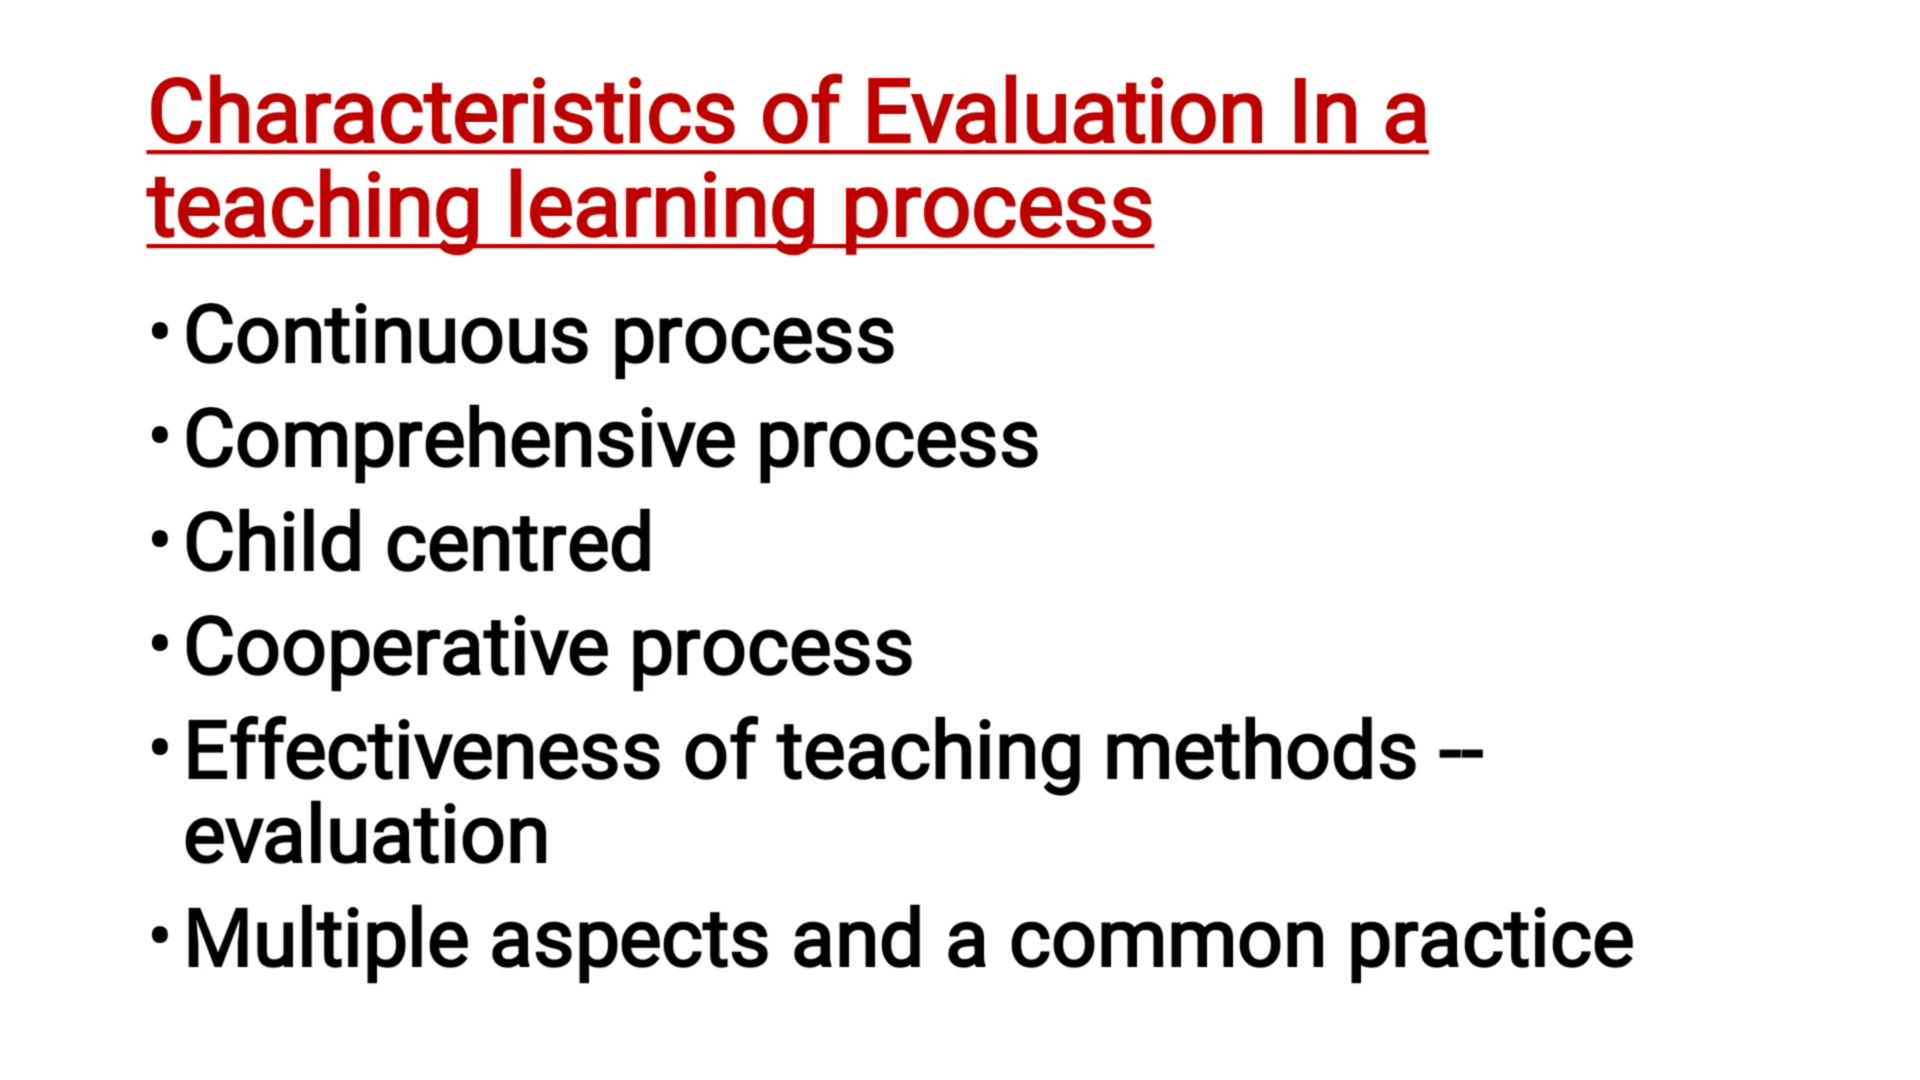 Characteristics of Evaluation In a
teaching learning process
• Continuous process
• Comprehensive process
• Child centred
• Cooperative process
• Effectiveness of teaching methods --
evaluation
• Multiple aspects and a common practice